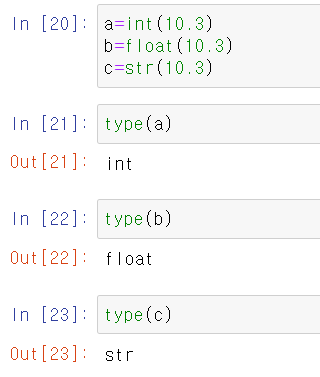 In [20]: a=int(10.3)
b=float(10.3)
c=str(10.3)
In [21]: type(a)
Out[21]: int
In [22]: type(b)
Out[22]: float
In [23]: type(c)
Out[23]: str